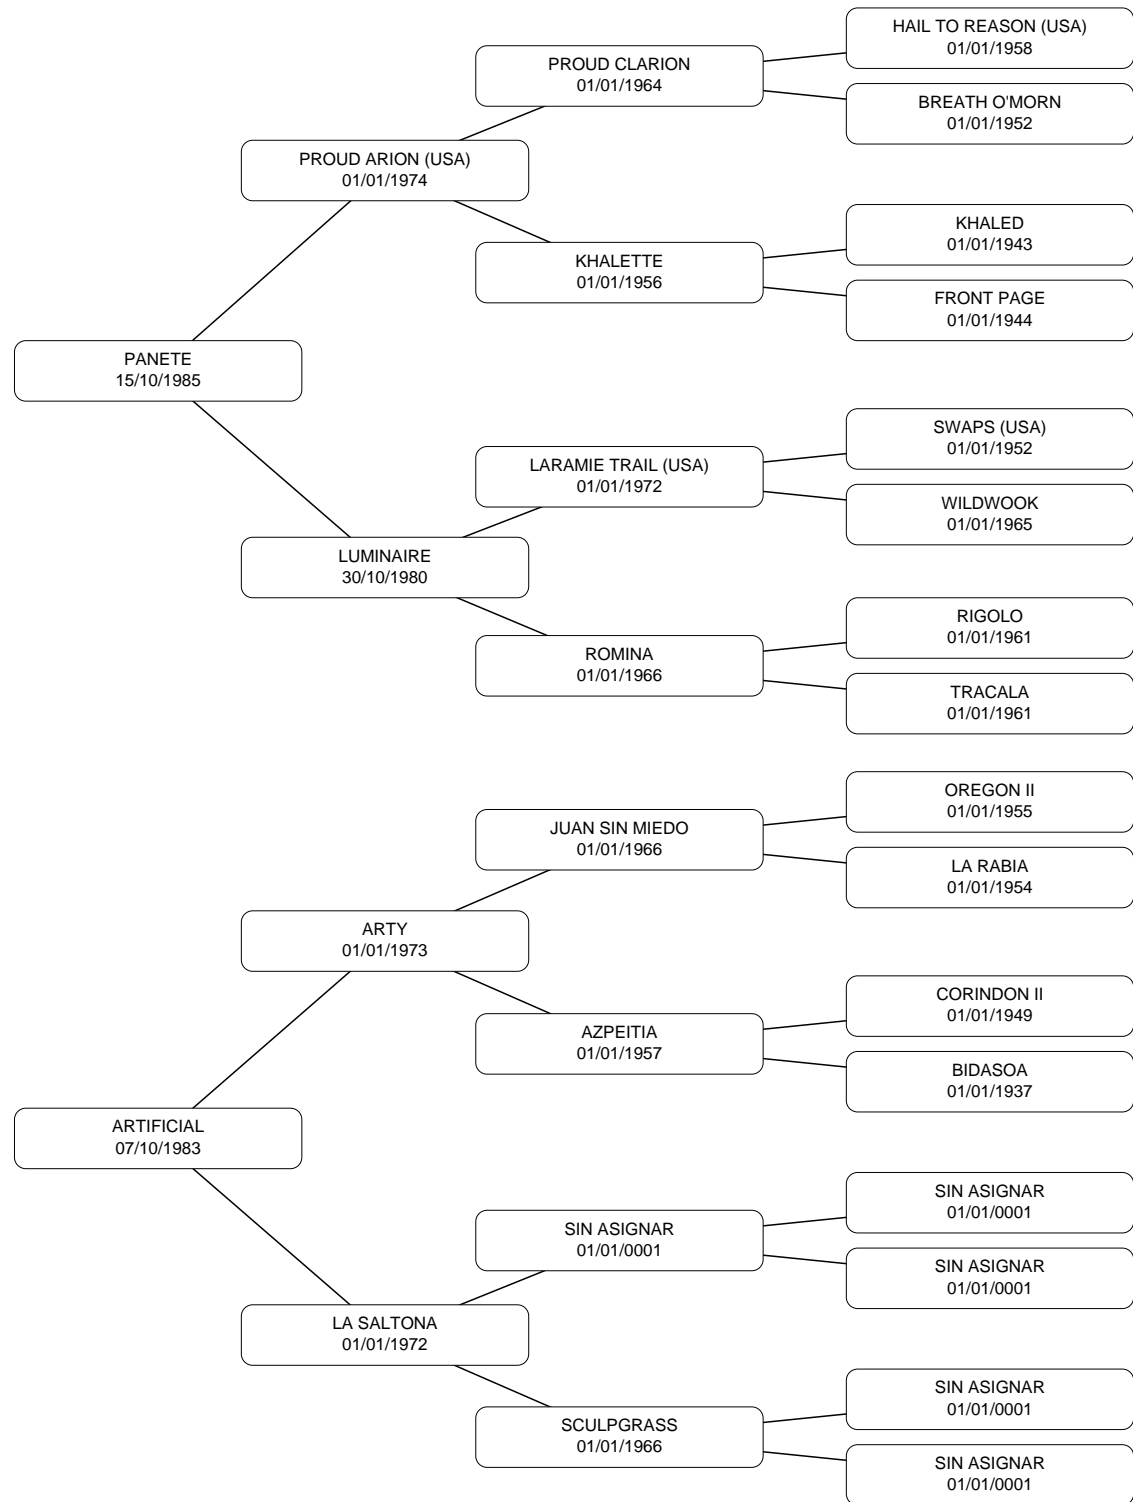 HAIL TO REASON (USA)
01/01/1958
PROUD CLARION
01/01/1964
BREATH O'MORN
01/01/1952
PROUD ARION (USA)
01/01/1974
KHALED
01/01/1943
KHALETTE
01/01/1956
FRONT PAGE
01/01/1944
PANETE
15/10/1985
SWAPS (USA)
01/01/1952
LARAMIE TRAIL (USA)
01/01/1972
WILDWOOK
01/01/1965
LUMINAIRE
30/10/1980
RIGOLO
01/01/1961
ROMINA
01/01/1966
TRACALA
01/01/1961
OREGON II
01/01/1955
JUAN SIN MIEDO
01/01/1966
LA RABIA
01/01/1954
ARTY
01/01/1973
CORINDON II
01/01/1949
AZPEITIA
01/01/1957
BIDASOA
01/01/1937
ARTIFICIAL
07/10/1983
SIN ASIGNAR
01/01/0001
SIN ASIGNAR
01/01/0001
SIN ASIGNAR
01/01/0001
LA SALTONA
01/01/1972
SIN ASIGNAR
01/01/0001
SCULPGRASS
01/01/1966
SIN ASIGNAR
01/01/0001